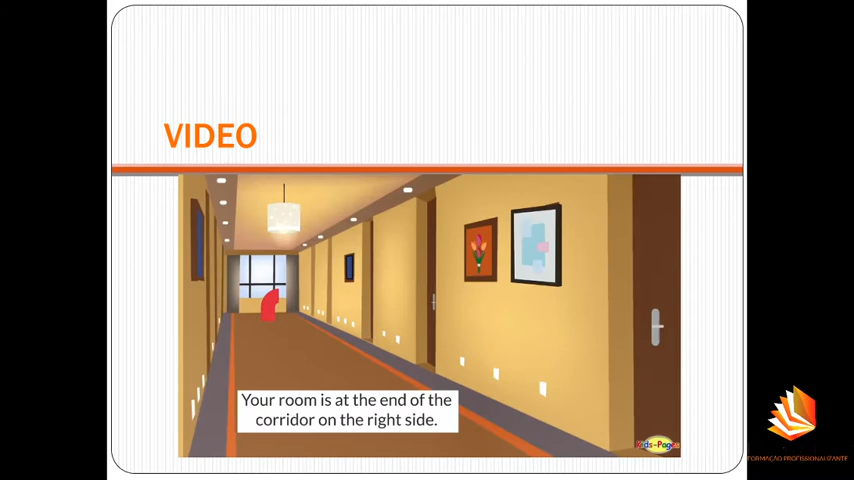 VIDEO
Your room is at the end of the
corridor on the right side.
Kids-Pages
FORMAÇÃO PROFISSIONALIZANTE